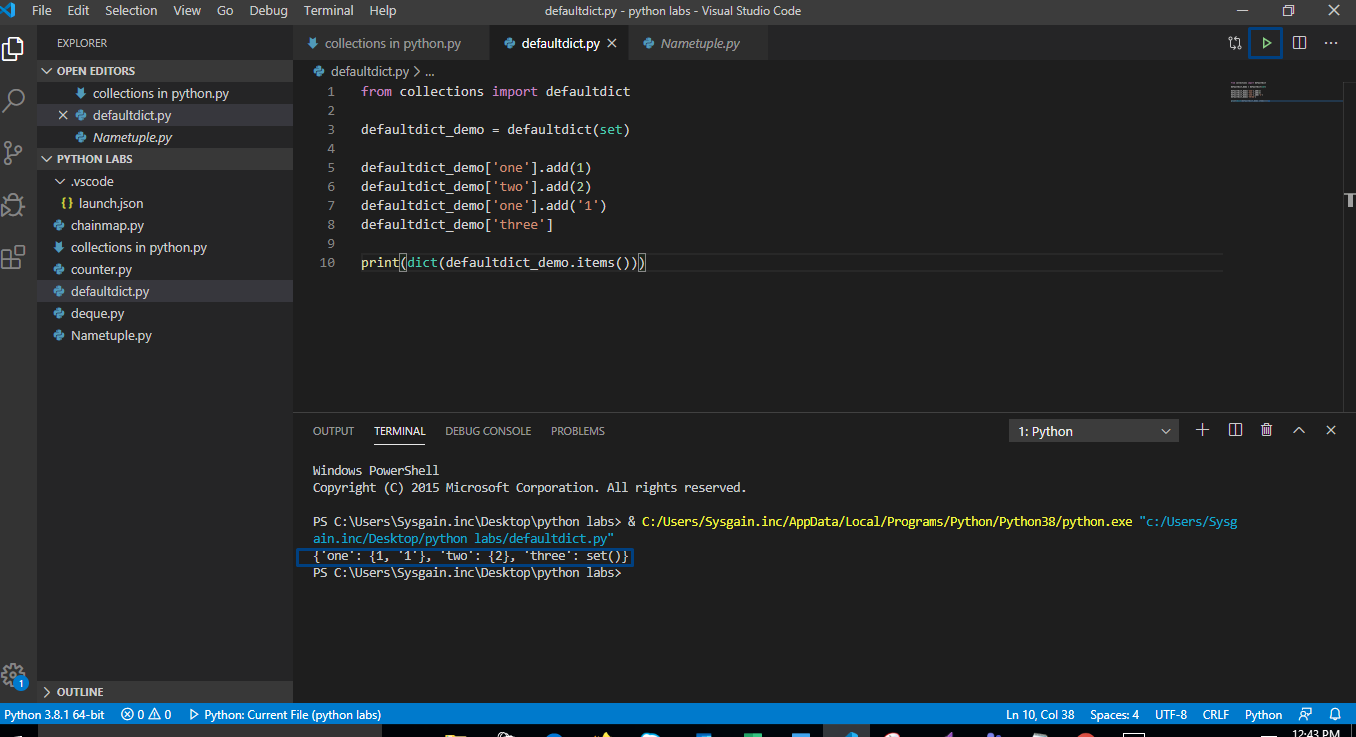 File Edit Selection View Go Debug Terminal Help
defaultdict.py - python labs - Visual Studio Code
EXPLORER
OPEN EDITORS
collections in python.py
defaultdict.py
Nametuple.py
PYTHON LABS
.vscode
{} launch.json
chainmap.py
collections in python.py
counter.py
defaultdict.py
deque.py
Nametuple.py
OUTLINE
1
collections in python.py defaultdict.py Nametuple.py
defaultdict.py > ...
1 from collections import defaultdict
2
3 defaultdict_demo = defaultdict(set)
4
5 defaultdict_demo['one'].add(1)
6 defaultdict_demo['two'].add(2)
7 defaultdict_demo['one'].add('1')
8 defaultdict_demo['three']
9
10 print(dict(defaultdict_demo.items()))
OUTPUT TERMINAL DEBUG CONSOLE PROBLEMS
1: Python
Windows PowerShell
Copyright (C) 2015 Microsoft Corporation. All rights reserved.
PS C:\Users\Sysgain.inc\Desktop\python labs> & C:/Users/Sysgain.inc/AppData/Local/Programs/Python/Python38/python.exe "c:/Users/Sysg
ain.inc/Desktop/python labs/defaultdict.py"
{'one': {1, '1'}, 'two': {2}, 'three': set()}
PS C:\Users\Sysgain.inc\Desktop\python labs>
Python 3.8.1 64-bit 0 0 Python: Current File (python labs)
Ln 10, Col 38 Spaces: 4 UTF-8 CRLF Python
12:43 PM